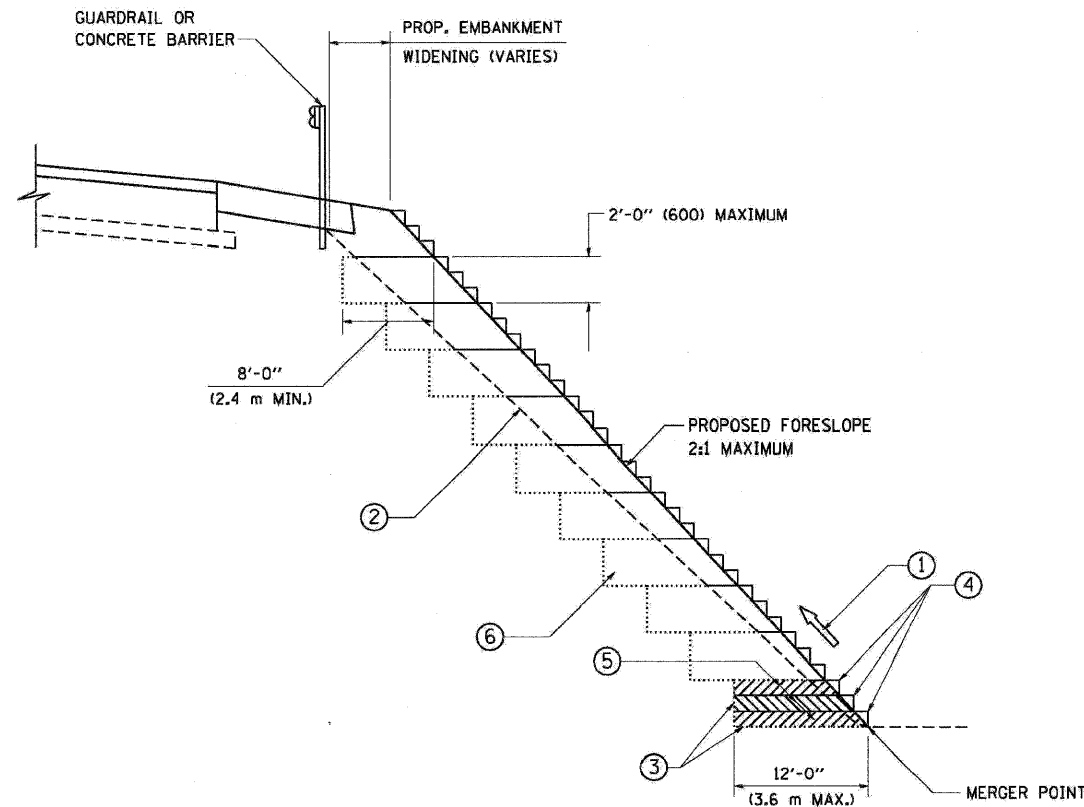 GUARDRAIL OR
CONCRETE BARRIER
PROP. EMBANKMENT
WIDENING (VARIES)
2'-0" (600) MAXIMUM
8'-0"
(2.4 m MIN.)
PROPOSED FORESLOPE
2:1 MAXIMUM
2
1
4
6
5
3
12'-0"
(3.6 m MAX.)
MERGER POINT